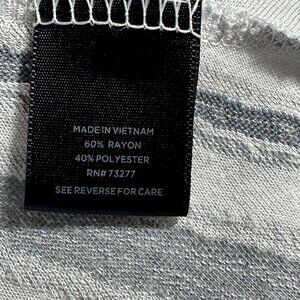 MADE IN VIETNAM
60% RAYON
40% POLYESTER
RN# 73277
SEE REVERSE FOR CARE